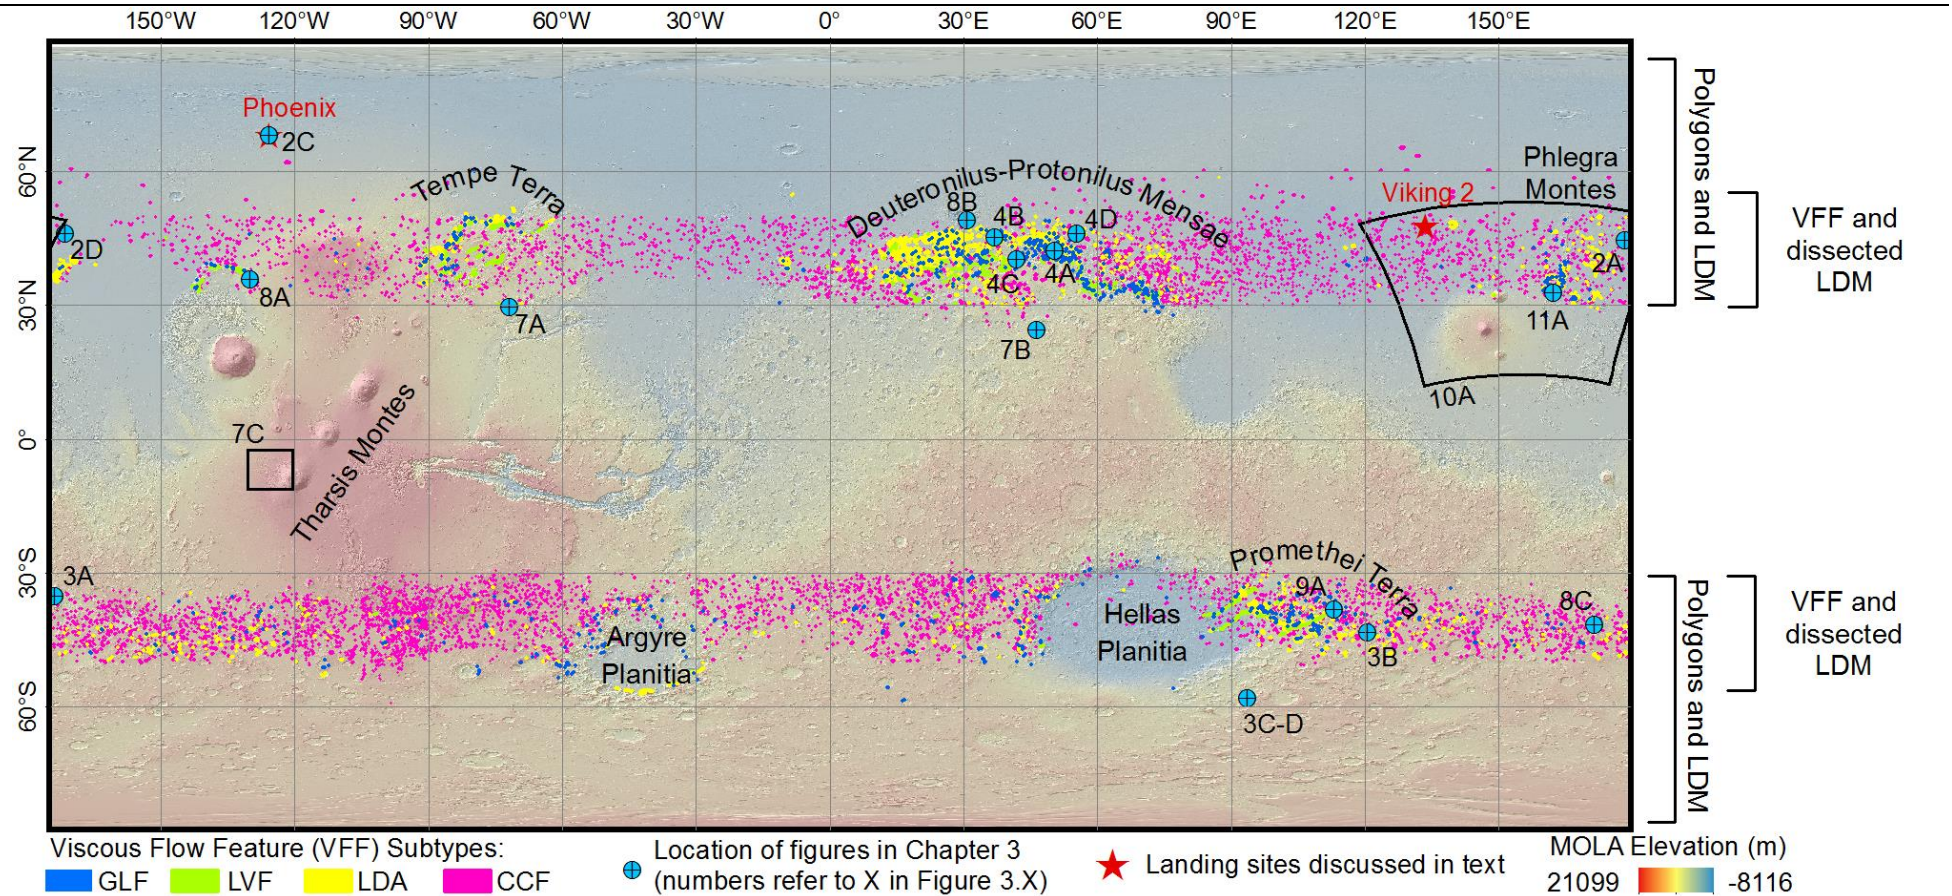 150°W 120°W 90°W 60°W 30°W 0° 30°E 60°E 90°E 120°E 150°E
60°N
30°N
0°
30°S
60°S
Phoenix
2C
Tempe Terra
Deuteronilus-Protonilus Mensae
Phlegra
Montes
Viking 2
8B
4B
4D
2D
8A
7A
4C
4A
2A
11A
7B
10A
7C
Tharsis Montes
3A
Promethei Terra
9A
8C
Argyre
Planitia
Hellas
Planitia
3B
3C-D
Polygons and LDM
VFF and
dissected
LDM
Polygons and LDM
VFF and
dissected
LDM
Viscous Flow Feature (VFF) Subtypes:
GLF LVF LDA CCF
Location of figures in Chapter 3
(numbers refer to X in Figure 3.X)
Landing sites discussed in text
MOLA Elevation (m)
21099 -8116